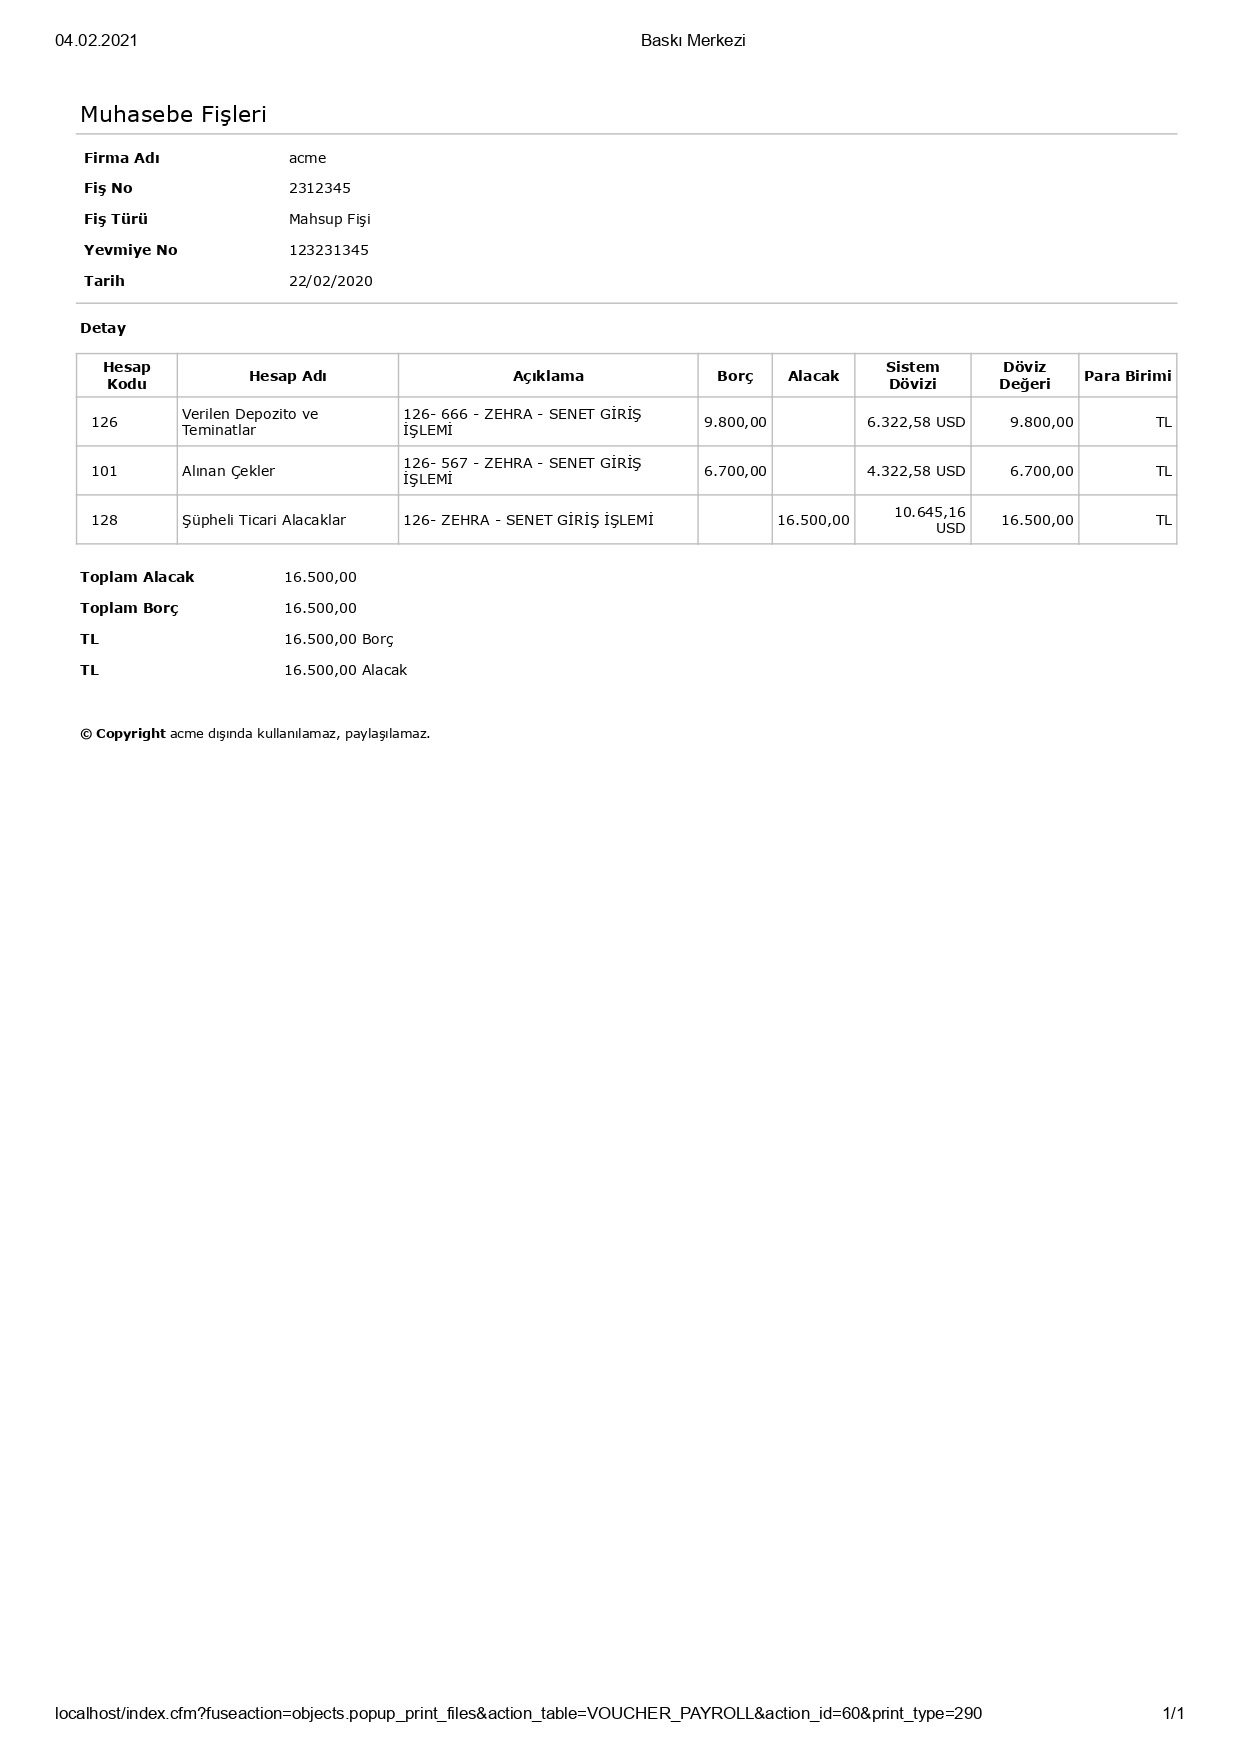 04.02.2021 Baskı Merkezi
Muhasebe Fişleri
Firma Adı acme
Fiş No 2312345
Fiş Türü Mahsup Fişi
Yevmiye No 123231345
Tarih 22/02/2020
Detay
Hesap Kodu Hesap Adı Açıklama Borç Alacak Sistem Dövizi Döviz Değeri Para Birimi
126 Verilen Depozito ve Teminatlar 126- 666 - ZEHRA - SENET GİRİŞ İŞLEMİ 9.800,00 6.322,58 USD 9.800,00 TL
101 Alınan Çekler 126- 567 - ZEHRA - SENET GİRİŞ İŞLEMİ 6.700,00 4.322,58 USD 6.700,00 TL
128 Şüpheli Ticari Alacaklar 126- ZEHRA - SENET GİRİŞ İŞLEMİ 16.500,00 10.645,16 USD 16.500,00 TL
Toplam Alacak 16.500,00
Toplam Borç 16.500,00
TL 16.500,00 Borç
TL 16.500,00 Alacak
© Copyright acme dışında kullanılamaz, paylaşılamaz.
localhost/index.cfm?fuseaction=objects.popup_print_files&action_table=VOUCHER_PAYROLL&action_id=60&print_type=290 1/1